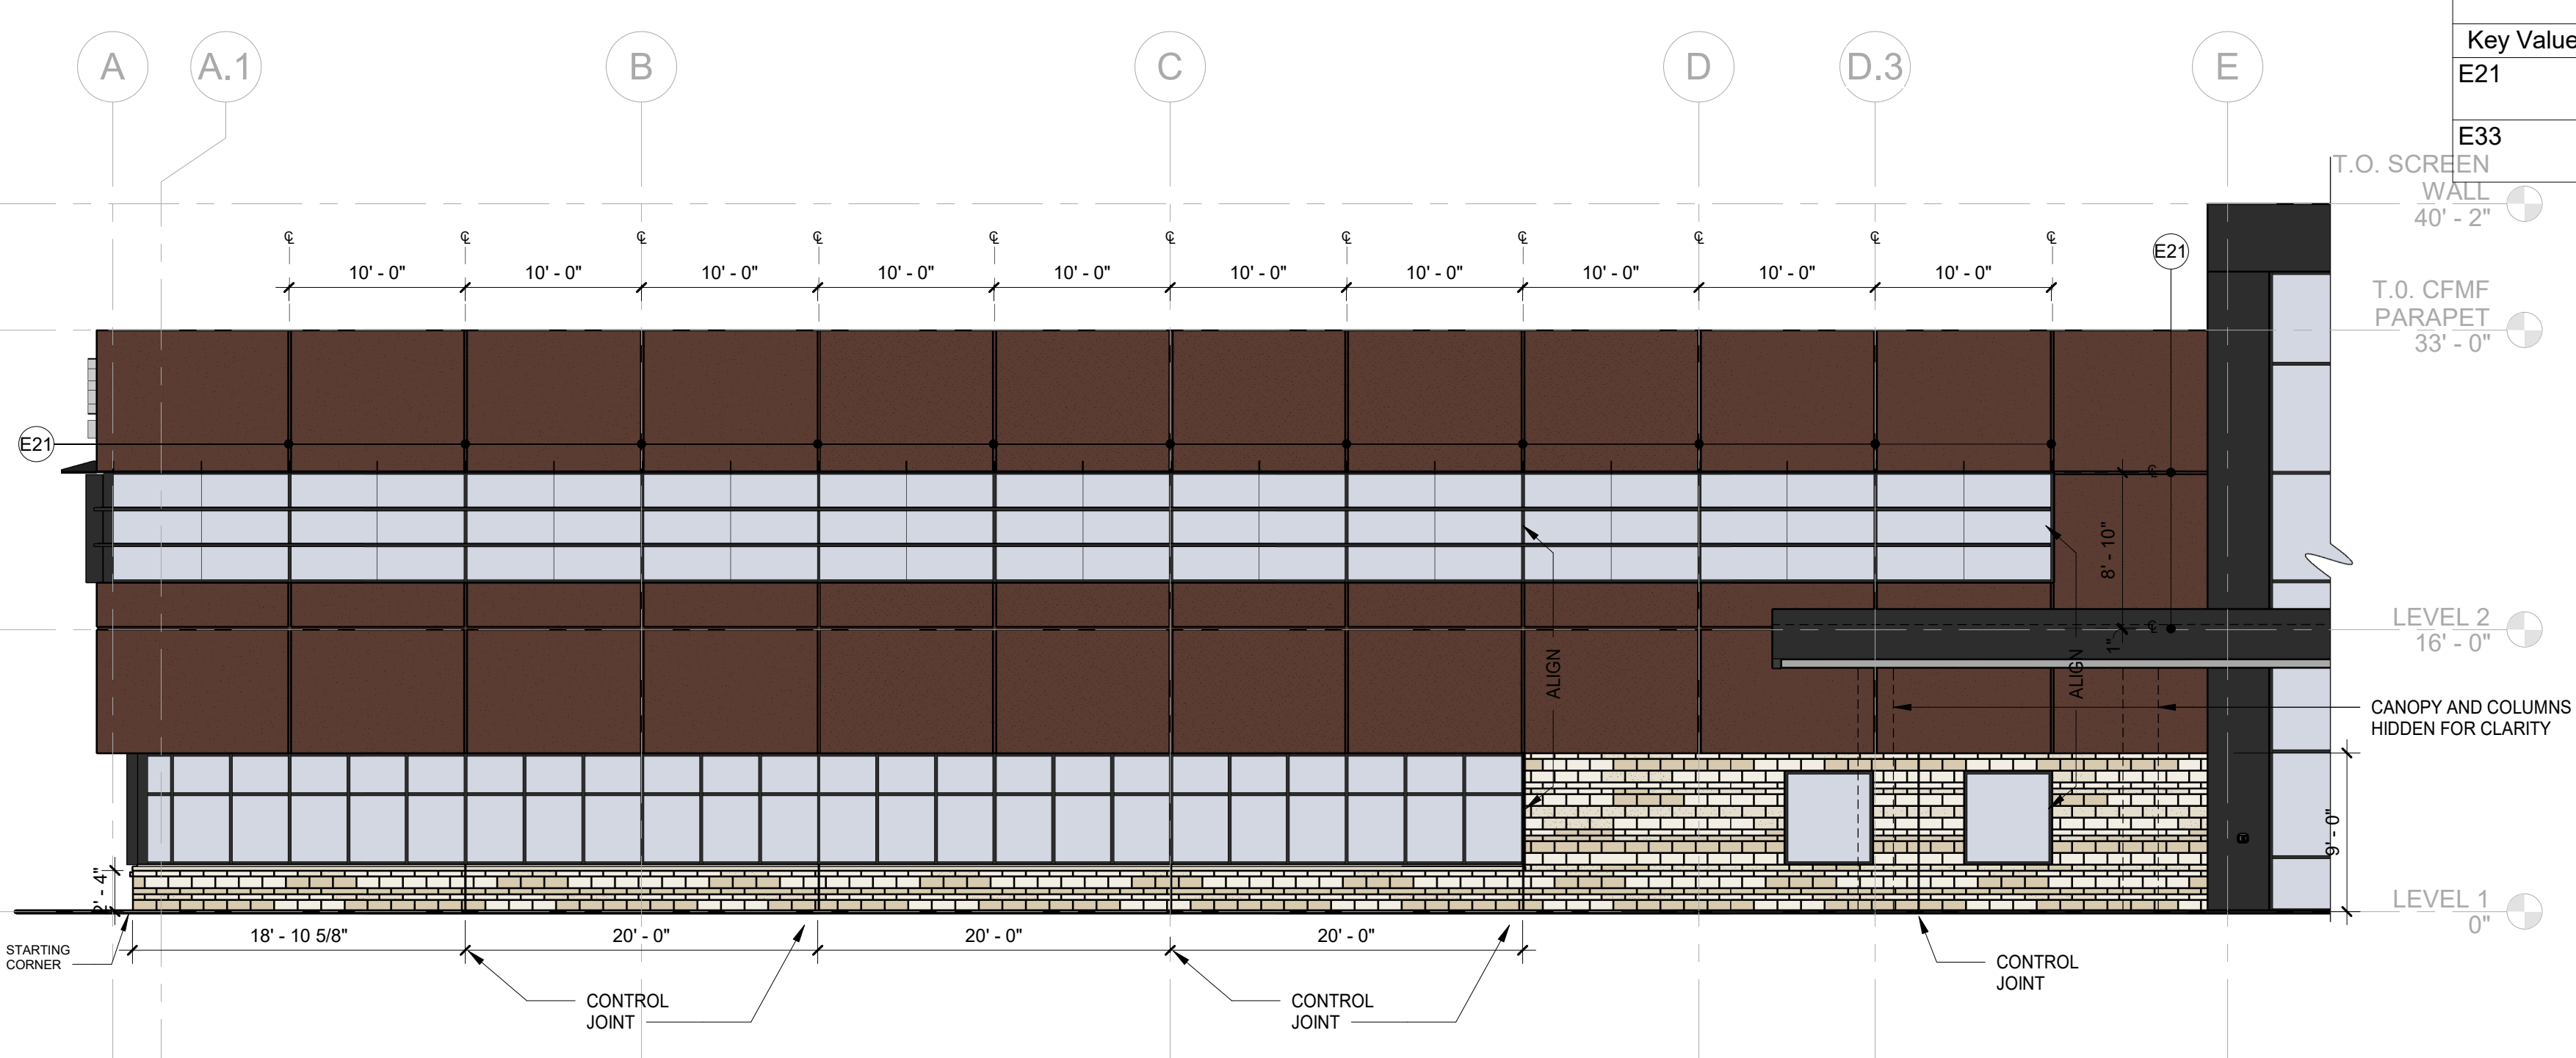 A
A.1
B
C
D
D.3
E
Key Value
E21
E33
T.O. SCREEN
WALL
40' - 2"
℄ ℄ ℄ ℄ ℄ ℄ ℄ ℄ ℄ ℄ ℄
E21
10' - 0" 10' - 0" 10' - 0" 10' - 0" 10' - 0" 10' - 0" 10' - 0" 10' - 0" 10' - 0" 10' - 0"
T.0. CFMF
PARAPET
33' - 0"
E21
℄
8' - 10"
℄
1"
LEVEL 2
16' - 0"
ALIGN
ALIGN
CANOPY AND COLUMNS
HIDDEN FOR CLARITY
9' - 0"
2' - 4"
LEVEL 1
0"
STARTING
CORNER
18' - 10 5/8"
20' - 0"
20' - 0"
20' - 0"
CONTROL
JOINT
CONTROL
JOINT
CONTROL
JOINT